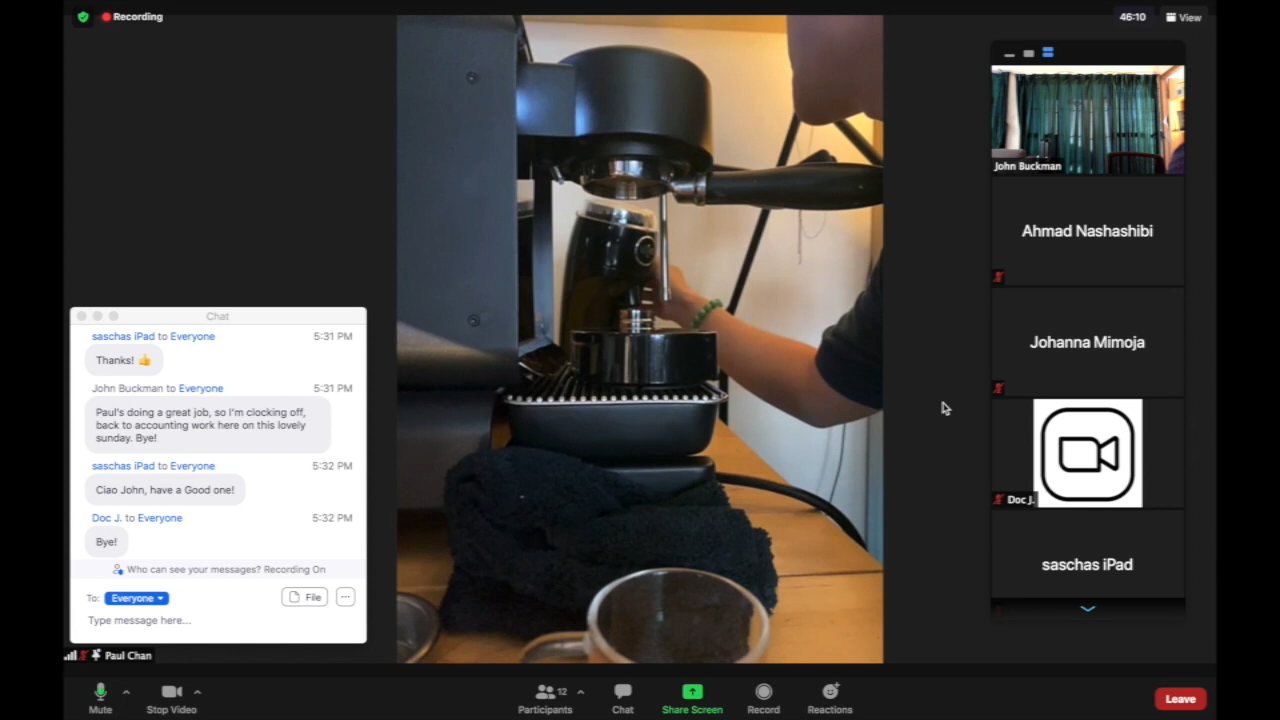 Recording
46:10
View
Chat
saschas iPad to Everyone 5:31 PM
Thanks! 👍
John Buckman to Everyone 5:31 PM
Paul's doing a great job, so I'm clocking off,
back to accounting work here on this lovely
sunday. Bye!
saschas iPad to Everyone 5:32 PM
Ciao John, have a Good one!
Doc J. to Everyone 5:32 PM
Bye!
Who can see your messages? Recording On
To: Everyone
File
Type message here...
Paul Chan
John Buckman
Ahmad Nashashibi
Johanna Mimoja
Doc J.
saschas iPad
Mute
Stop Video
Participants 12
Chat
Share Screen
Record
Reactions
Leave